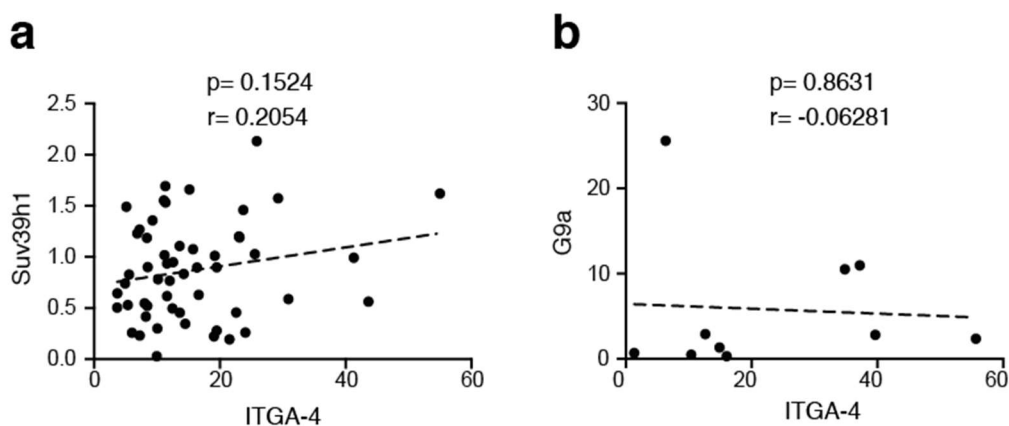 a
p= 0.1524
r= 0.2054
2.5
2.0
1.5
1.0
0.5
0.0
Suv39h1
0 20 40 60
ITGA-4
b
p= 0.8631
r= -0.06281
30
20
10
0
G9a
0 20 40 60
ITGA-4